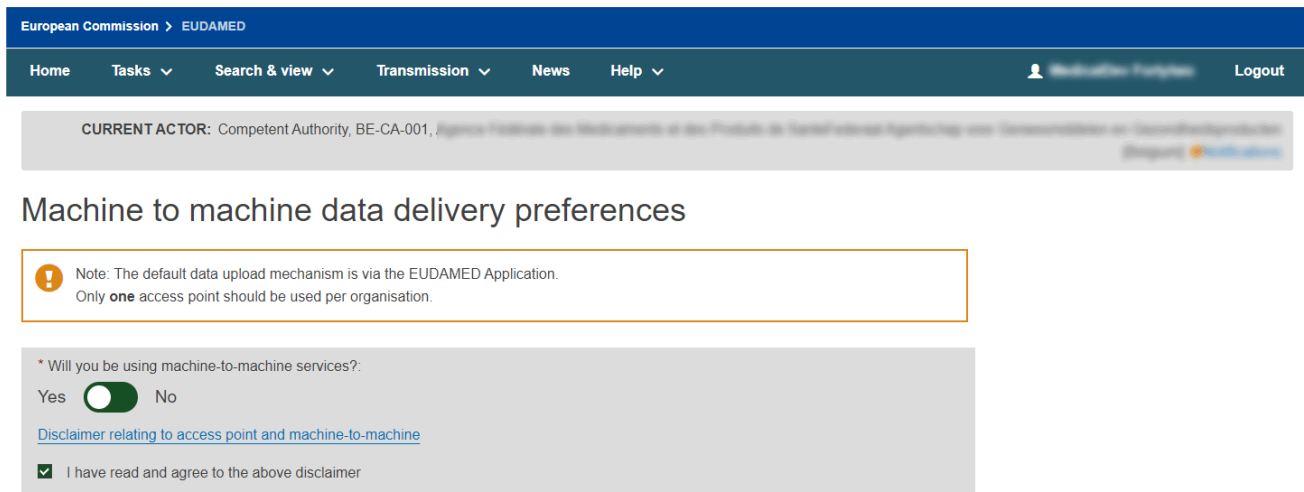 European Commission > EUDAMED
Home Tasks Search & view Transmission News Help Logout
CURRENT ACTOR: Competent Authority, BE-CA-001,
Machine to machine data delivery preferences
Note: The default data upload mechanism is via the EUDAMED Application.
Only one access point should be used per organisation.
* Will you be using machine-to-machine services?:
Yes No
Disclaimer relating to access point and machine-to-machine
I have read and agree to the above disclaimer